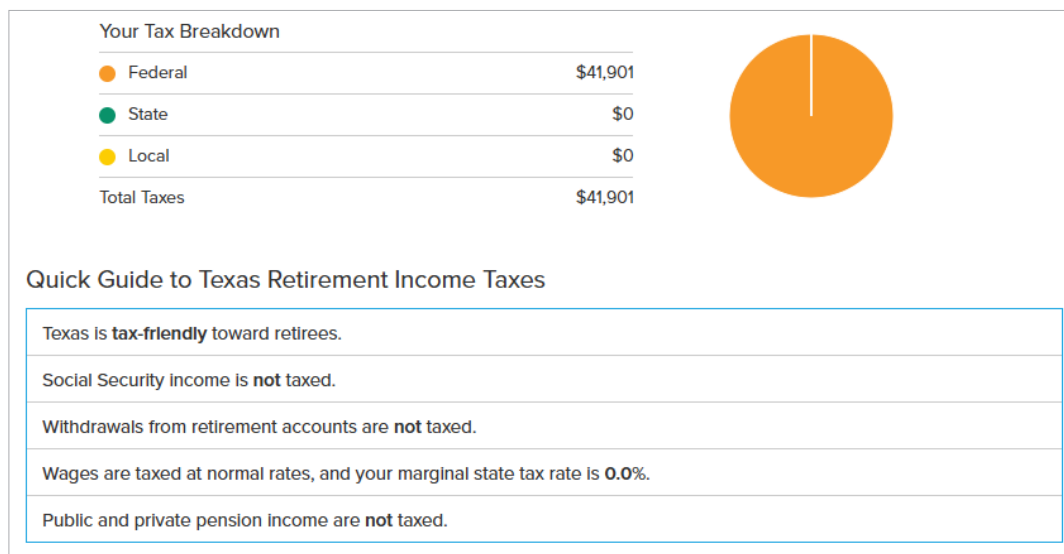 Your Tax Breakdown
Federal $41,901
State $0
Local $0
Total Taxes $41,901
Quick Guide to Texas Retirement Income Taxes
Texas is tax-friendly toward retirees.
Social Security income is not taxed.
Withdrawals from retirement accounts are not taxed.
Wages are taxed at normal rates, and your marginal state tax rate is 0.0%.
Public and private pension income are not taxed.